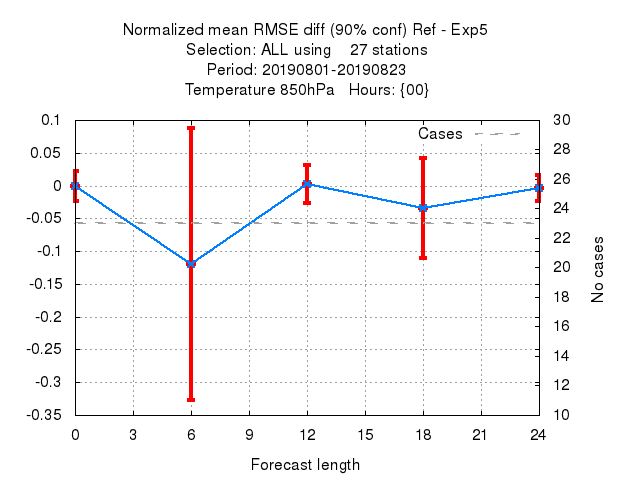 Normalized mean RMSE diff (90% conf) Ref - Exp5
Selection: ALL using    27 stations
Period: 20190801-20190823
Temperature 850hPa   Hours: {00}
Cases
0.1
0.05
0
-0.05
-0.1
-0.15
-0.2
-0.25
-0.3
-0.35
30
28
26
24
22
20
18
16
14
12
10
No cases
0 3 6 9 12 15 18 21 24
Forecast length